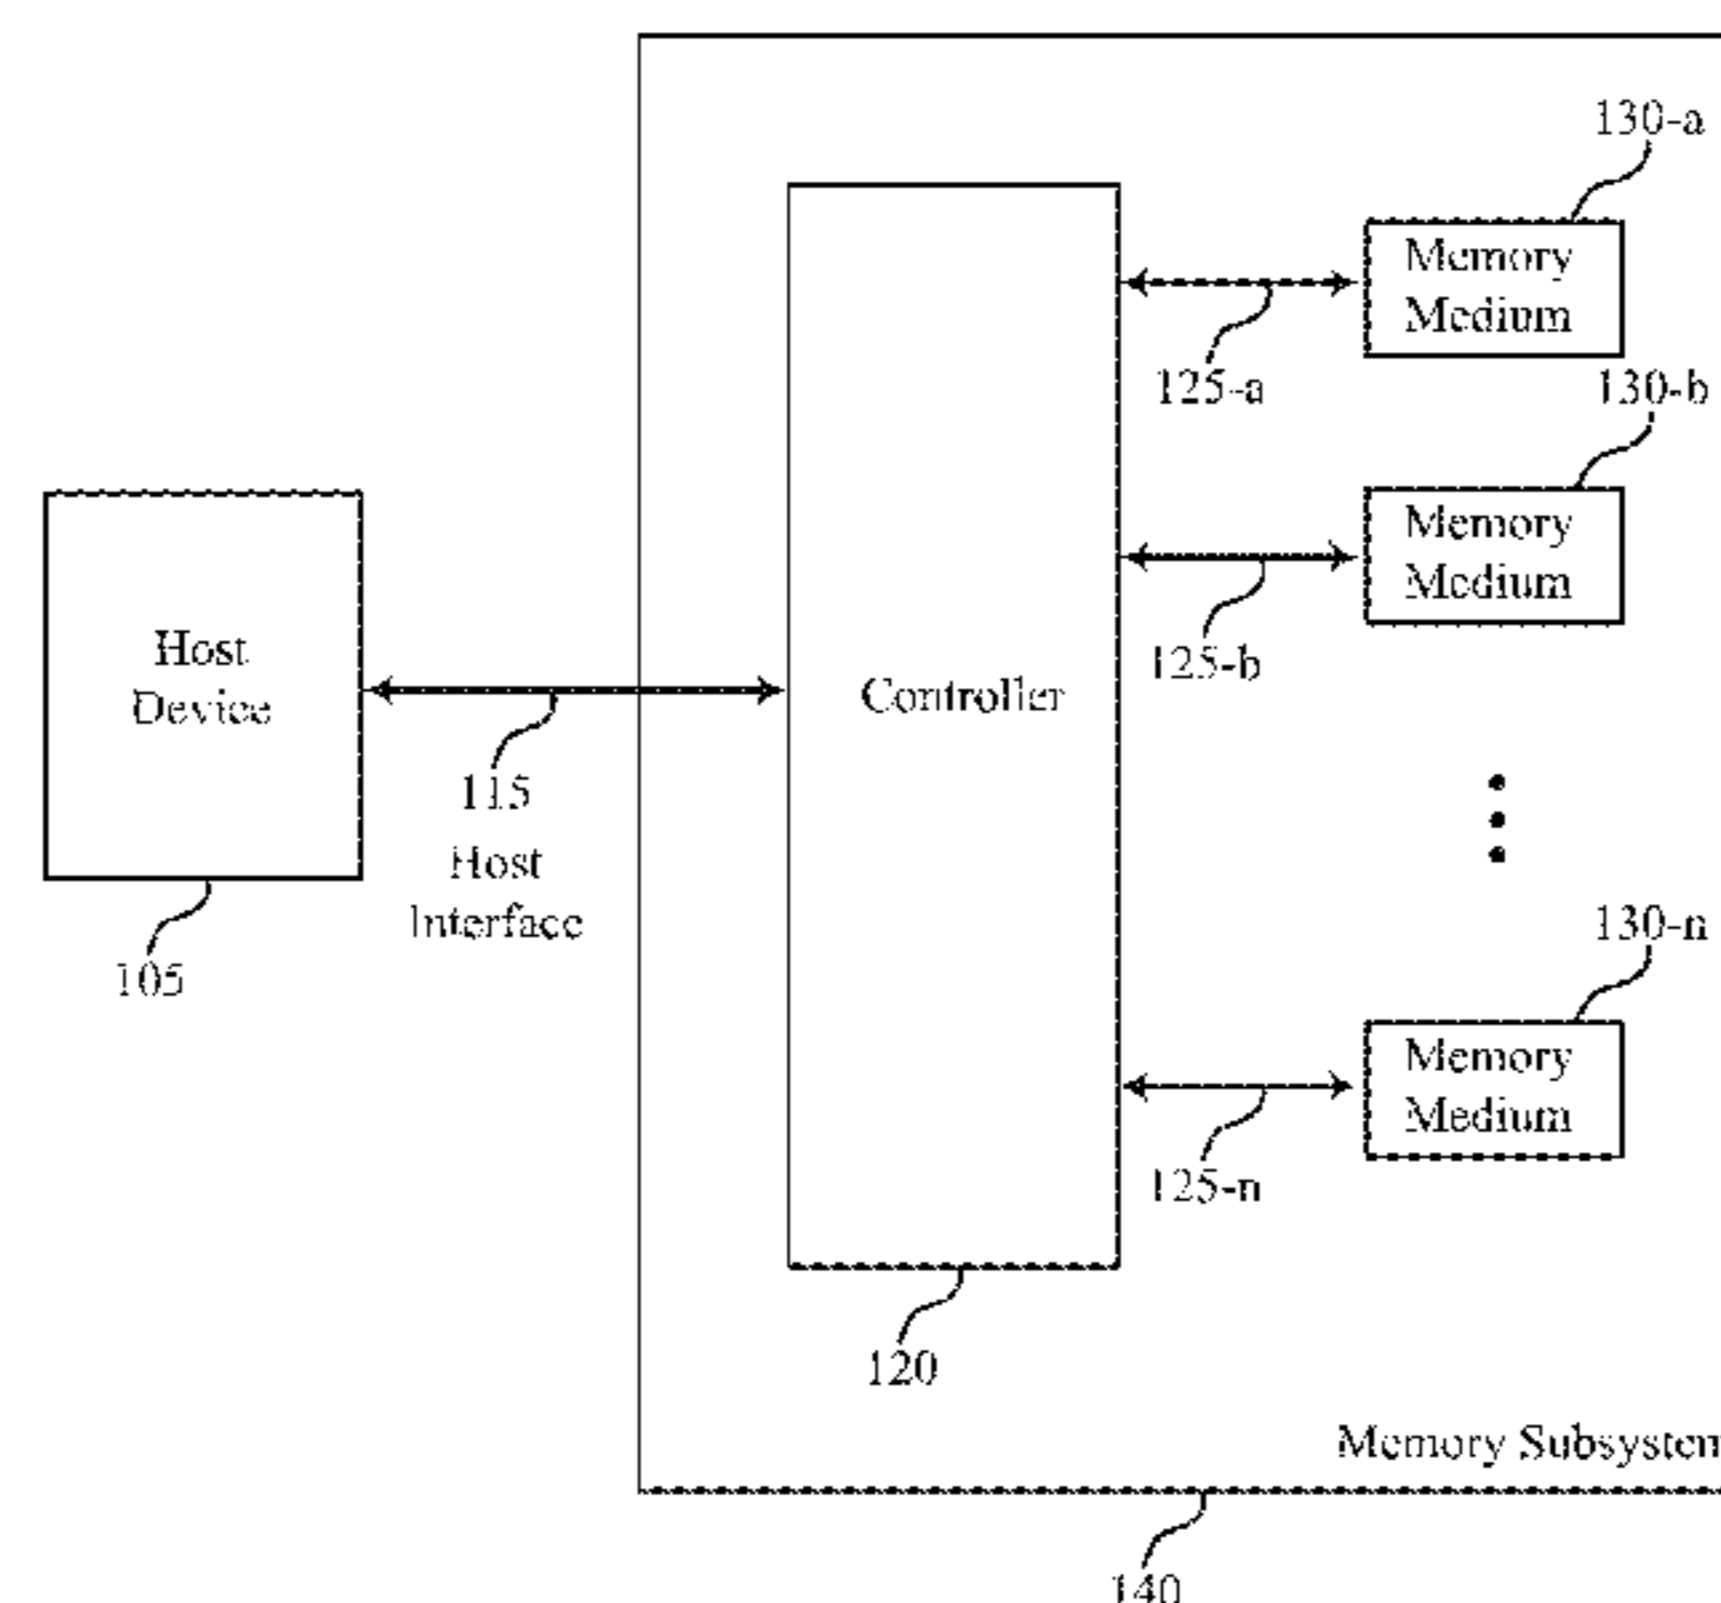 130-a
Memory
Medium
125-a
130-b
Memory
Medium
125-b
Host
Device
Controller
115
Host
Interface
105
130-n
Memory
Medium
125-n
120
Memory Subsystem
140